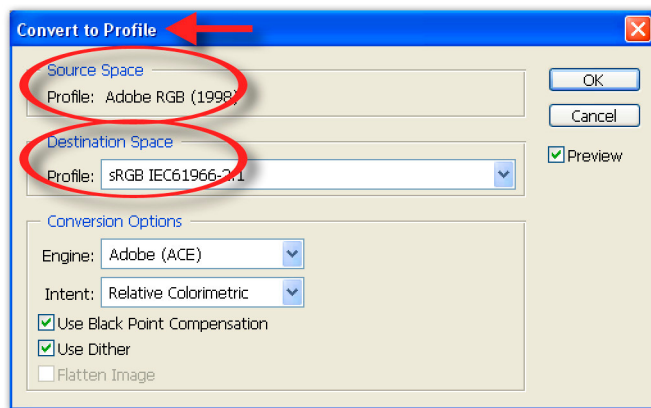 Convert to Profile
Source Space
Profile: Adobe RGB (1998)
OK
Cancel
Preview
Destination Space
Profile: sRGB IEC61966-2.1
Conversion Options
Engine: Adobe (ACE)
Intent: Relative Colorimetric
Use Black Point Compensation
Use Dither
Flatten Image